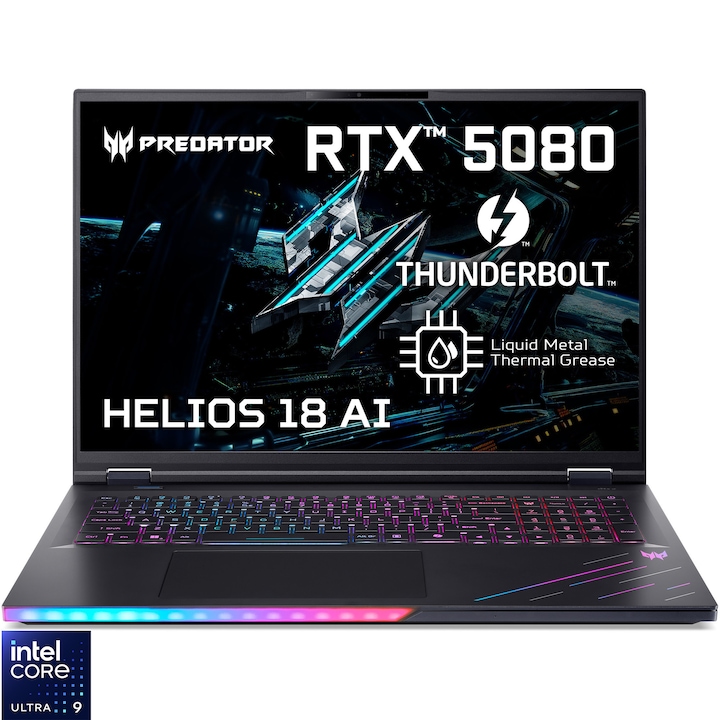 PREDATOR
RTX™ 5080
THUNDERBOLT™
Liquid Metal
Thermal Grease
HELIOS 18 AI
intel
CORE
ULTRA 9